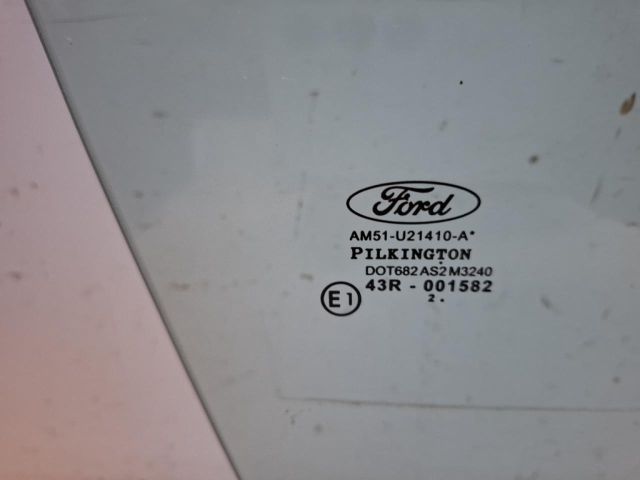 Ford
AM51-U21410-A*
PILKINGTON
DOT682 AS2 M3240
43R - 001582
E1
2.